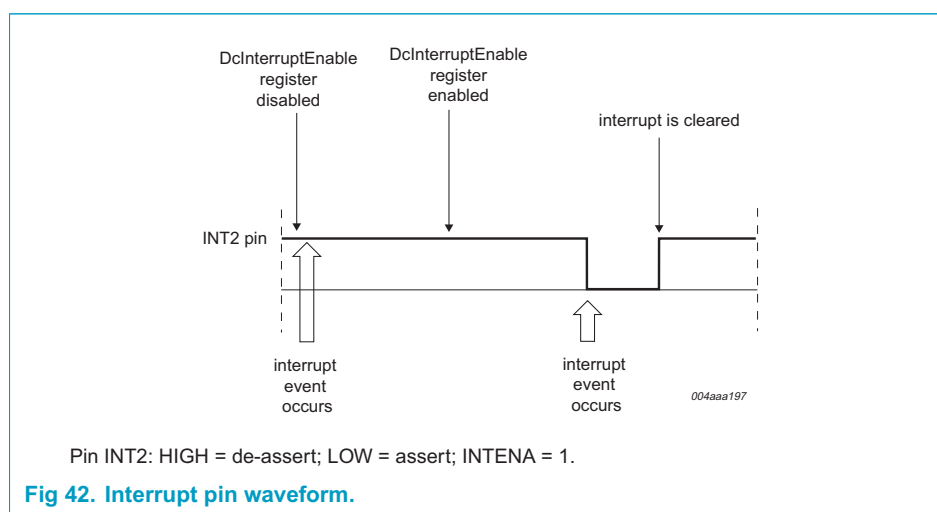 DcInterruptEnable
register
disabled
DcInterruptEnable
register
enabled
interrupt is cleared
INT2 pin
interrupt
event
occurs
interrupt
event
occurs
004aaa197
Pin INT2: HIGH = de-assert; LOW = assert; INTENA = 1.
Fig 42. Interrupt pin waveform.